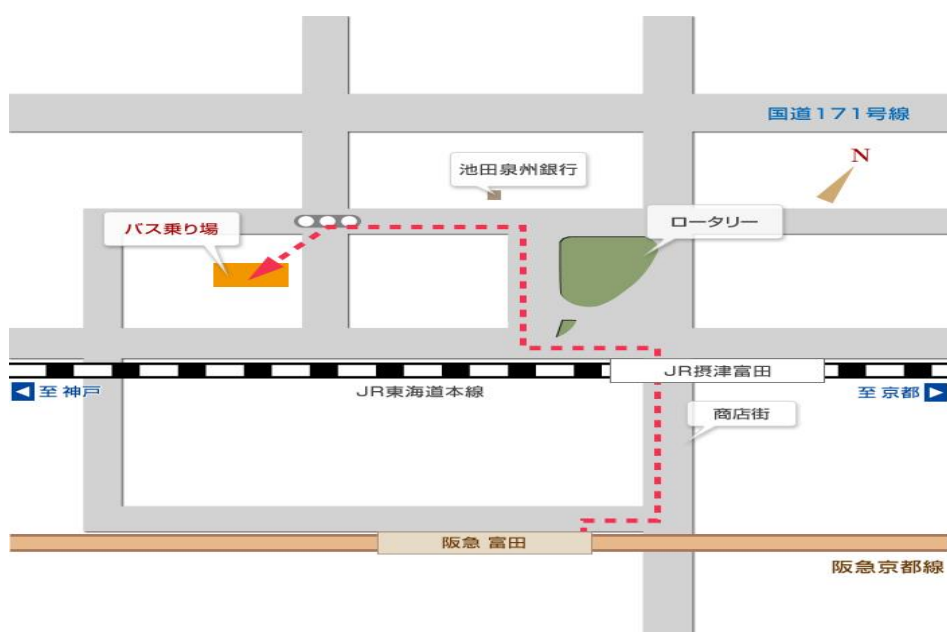 国道171号線
N
池田泉州銀行
バス乗り場
ロータリー
JR摂津富田
至 神戸
JR東海道本線
至 京都
商店街
阪急 富田
阪急京都線